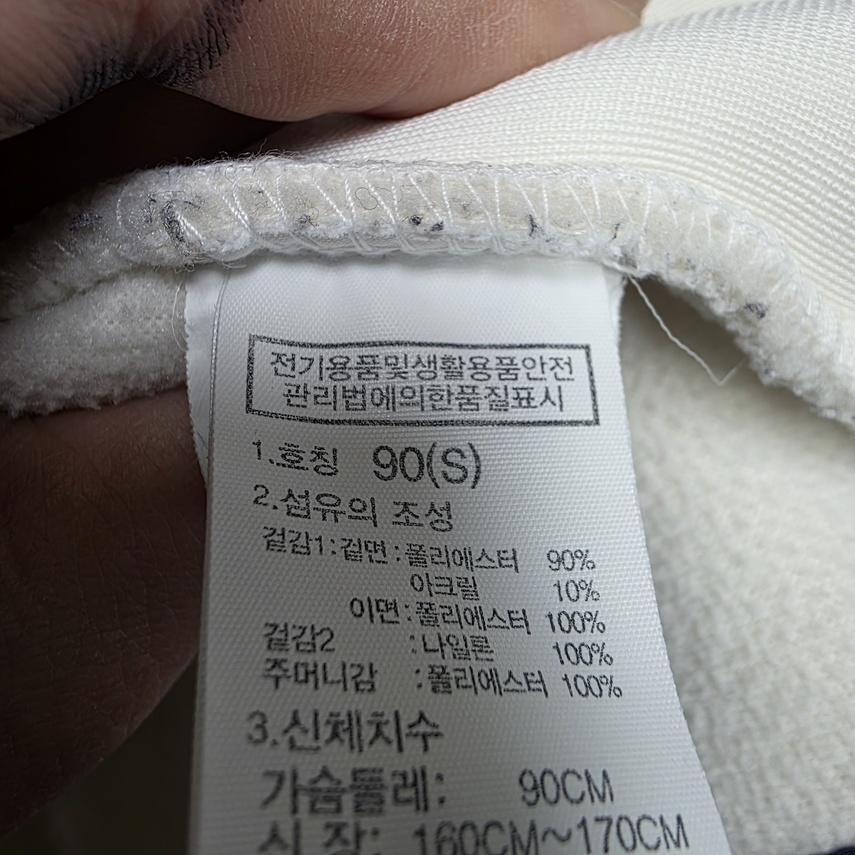 전기용품및생활용품안전
관리법에의한품질표시
1.호칭 90(S)
2.섬유의 조성
겉감1:겉면:폴리에스터 90%
아크릴 10%
이면:폴리에스터 100%
겉감2 :나일론 100%
주머니감 :폴리에스터 100%
3.신체치수
가슴둘레: 90CM
신 장: 160CM~170CM